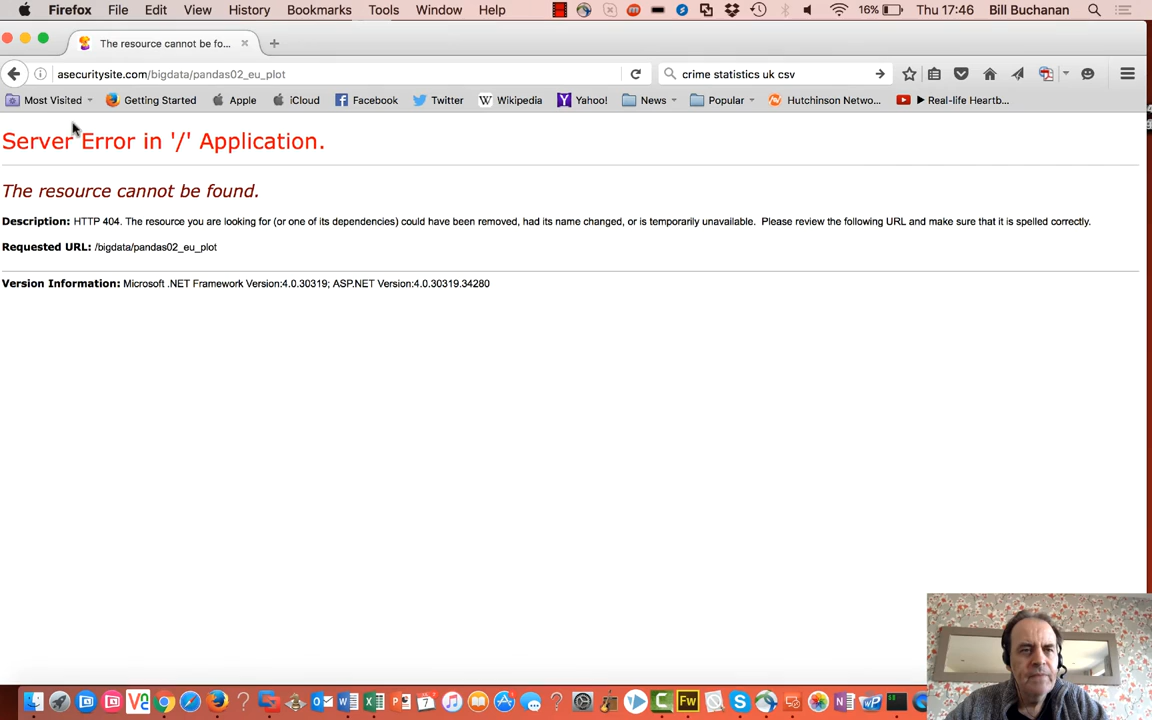 Firefox File Edit View History Bookmarks Tools Window Help 16% Thu 17:46 Bill Buchanan
The resource cannot be fo...
asecuritysite.com/bigdata/pandas02_eu_plot crime statistics uk csv
Most Visited Getting Started Apple iCloud Facebook Twitter Wikipedia Yahoo! News Popular Hutchinson Netwo... ▶ Real-life Heartb...
Server Error in '/' Application.
The resource cannot be found.
Description: HTTP 404. The resource you are looking for (or one of its dependencies) could have been removed, had its name changed, or is temporarily unavailable. Please review the following URL and make sure that it is spelled correctly.
Requested URL: /bigdata/pandas02_eu_plot
Version Information: Microsoft .NET Framework Version:4.0.30319; ASP.NET Version:4.0.30319.34280